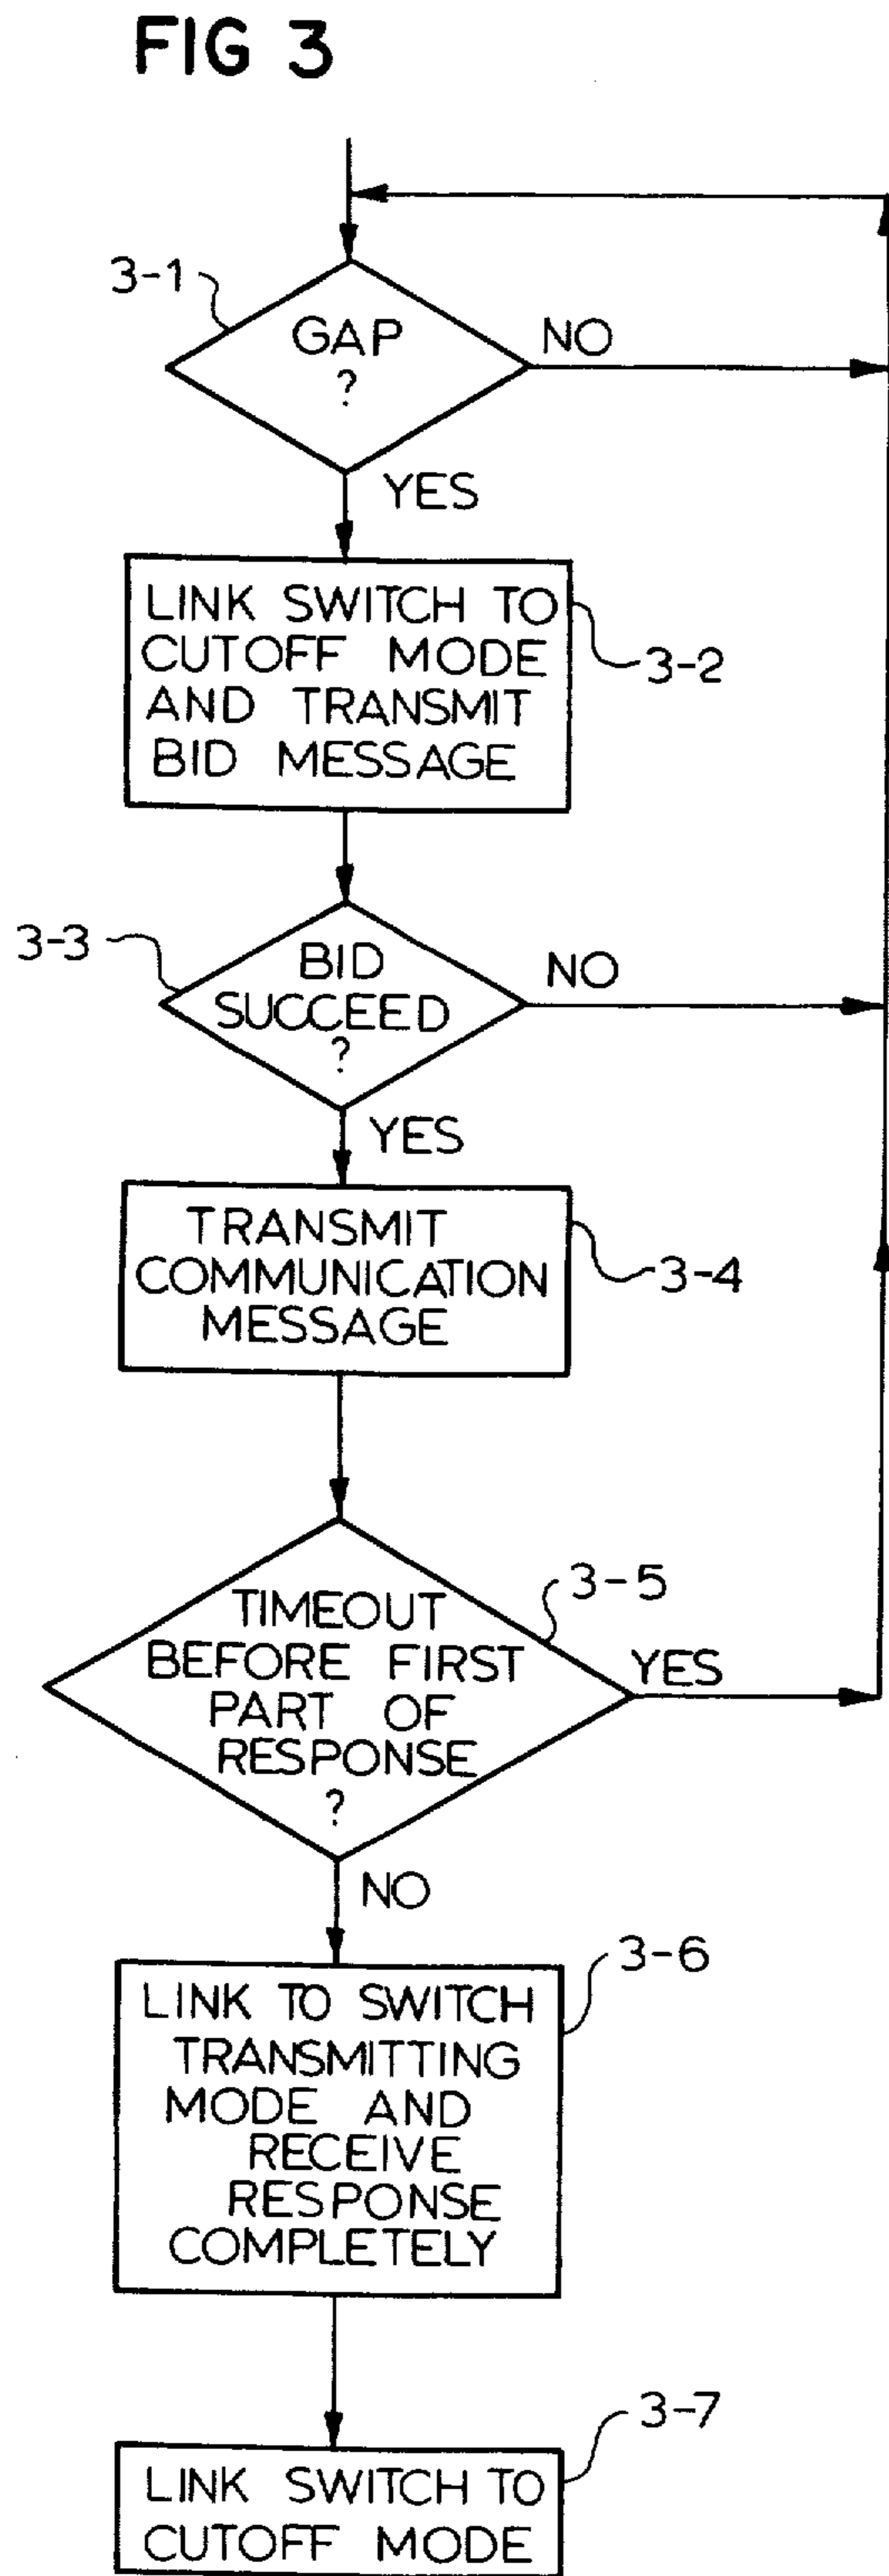 FIG 3
3-1
GAP
?
NO
YES
LINK SWITCH TO
CUTOFF MODE
AND TRANSMIT
BID MESSAGE
3-2
3-3
BID
SUCCEED
?
NO
YES
TRANSMIT
COMMUNICATION
MESSAGE
3-4
3-5
TIMEOUT
BEFORE FIRST
PART OF
RESPONSE
?
YES
NO
3-6
LINK TO SWITCH
TRANSMITTING
MODE AND
RECEIVE
RESPONSE
COMPLETELY
3-7
LINK SWITCH TO
CUTOFF MODE